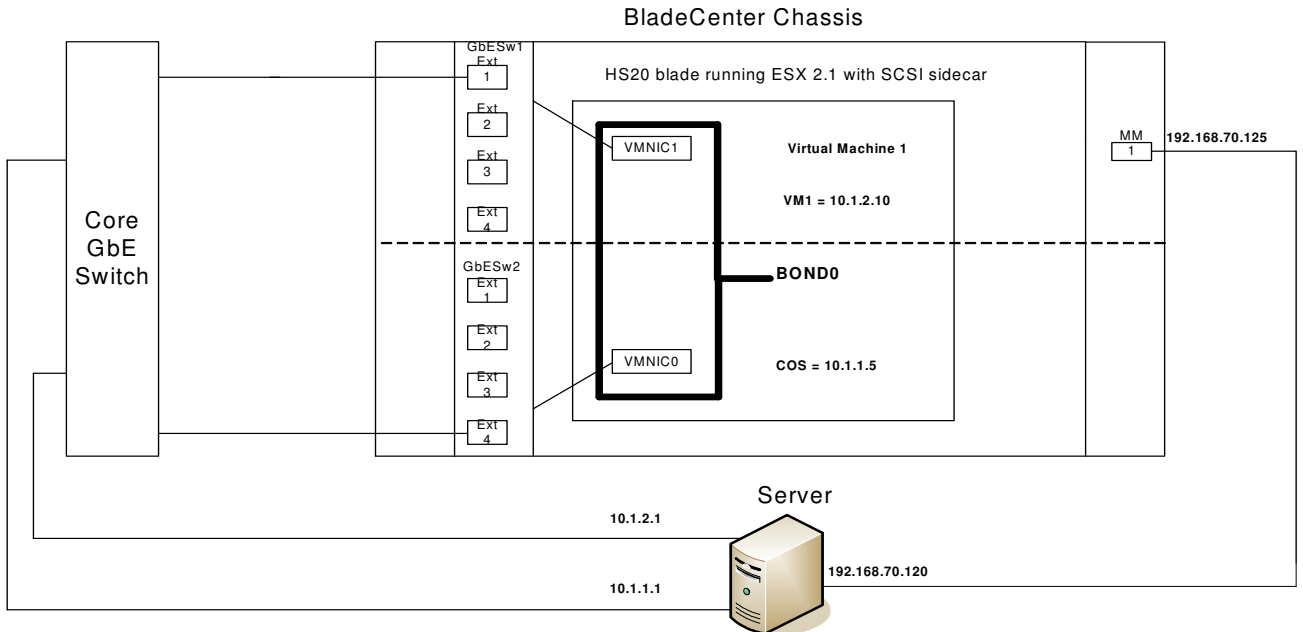 BladeCenter Chassis
GbESw1
Ext
1
Ext
2
Ext
3
Ext
4
GbESw2
Ext
1
Ext
2
Ext
3
Ext
4
Core
GbE
Switch
HS20 blade running ESX 2.1 with SCSI sidecar
VMNIC1
Virtual Machine 1
VM1 = 10.1.2.10
BOND0
VMNIC0
COS = 10.1.1.5
MM
1
192.168.70.125
Server
10.1.2.1
10.1.1.1
192.168.70.120